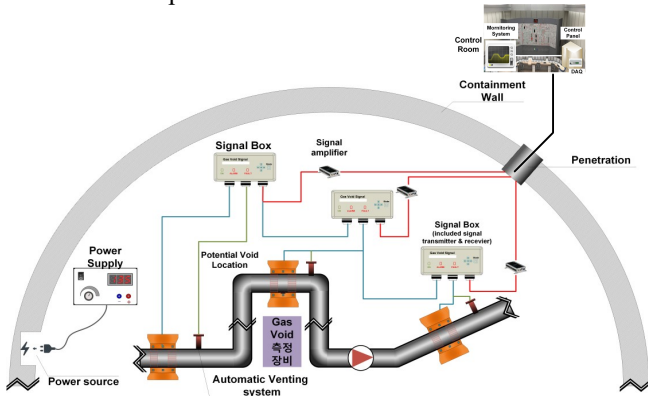 Monitoring
System
Control
Panel
Control
Room
DAQ
Containment
Wall
Signal Box
Signal
amplifier
Penetration
Gas Void Signal
Gas Void Signal
Signal Box
(included signal
transmitter & recevier)
Gas Void Signal
Power
Supply
Potential Void
Location
Gas
Void
측정
장비
Power source
Automatic Venting
system